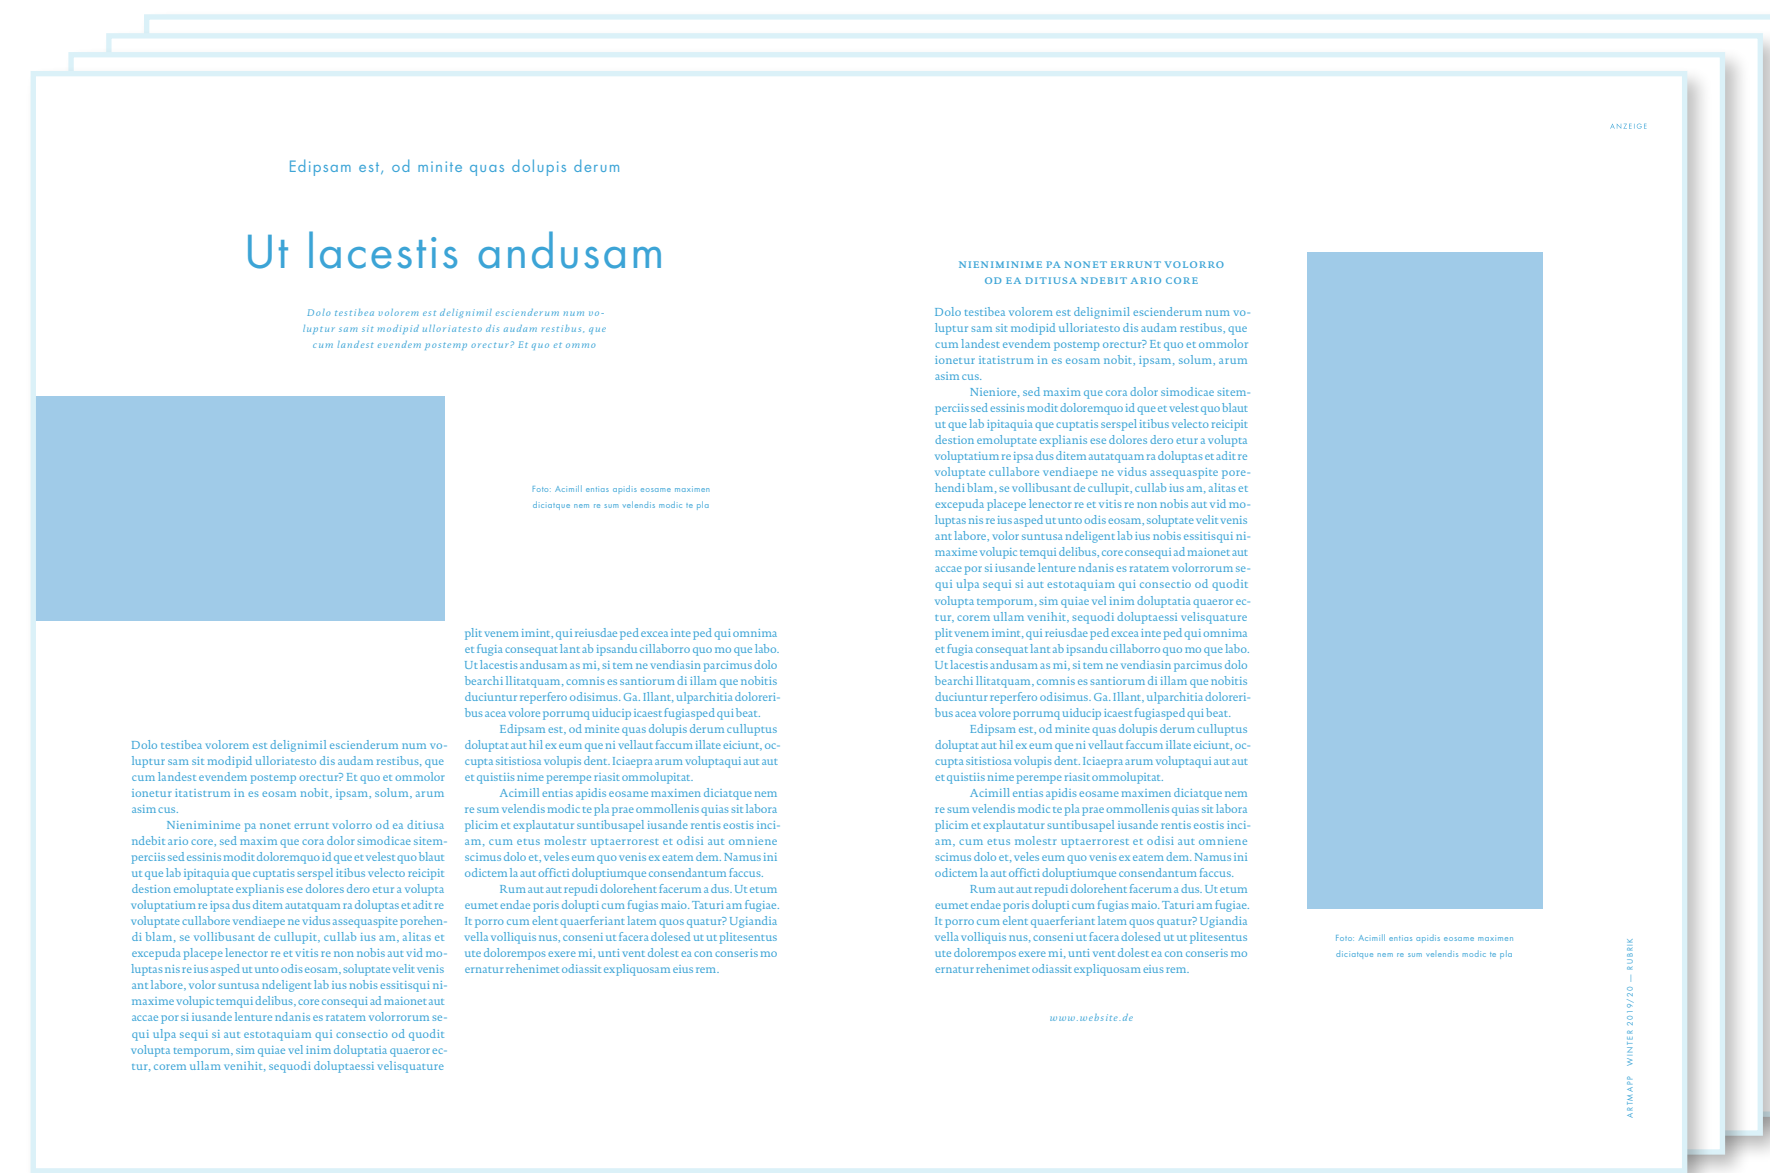 Edipsam est, od minite quas dolupis derum
Ut lacestis andusam
Dolo testibea volorem est delignimil escienderum num vo-
luptur sam sit modipid ulloriatesto dis audam restibus, que
cum landest evendem postemp orectur? Et quo et ommo
Foto: Acimill entias apidis eosame maximen
diciatque nem re sum velendis modic te pla
Dolo testibea volorem est delignimil escienderum num vo-
luptur sam sit modipid ulloriatesto dis audam restibus, que
cum landest evendem postemp orectur? Et quo et ommolor
ionetur itatistrum in es eosam nobit, ipsam, solum, arum
asim cus.
Nieniminime pa nonet errunt volorro od ea ditiusa
ndebit ario core, sed maxim que cora dolor simodicae sitem-
perciis sed essinis modit doloremquo id que et velest quo blaut
ut que lab ipitaquia que cuptatis serspel itibus velecto reicipit
destion emoluptate explianis ese dolores dero etur a volupta
voluptatium re ipsa dus ditem autatquam ra doluptas et adit re
voluptate cullabore vendiaepe ne vidus assequaspite porehen-
di blam, se vollibusant de cullupit, cullab ius am, alitas et
excepuda placepe lenector re et vitis re non nobis aut vid mo-
luptas nis re ius asped ut unto odis eosam, soluptate velit venis
ant labore, volor suntusa ndeligent lab ius nobis essitisqui ni-
maxime volupic temqui delibus, core consequi ad maionet aut
accae por si iusande lenture ndanis es ratatem volorrorum se-
qui ulpa sequi si aut estotaquiam qui consectio od quodit
volupta temporum, sim quiae vel inim doluptatia quaeror ec-
tur, corem ullam venihit, sequodi doluptaessi velisquature
plit venem imint, qui reiusdae ped excea inte ped qui omnima
et fugia consequat lant ab ipsandu cillaborro quo mo que labo.
Ut lacestis andusam as mi, si tem ne vendiasin parcimus dolo
bearchi llitatquam, comnis es santiorum di illam que nobitis
duciuntur reperfero odisimus. Ga. Illant, ulparchitia doloreri-
bus acea volore porrumq uiducip icaest fugiasped qui beat.
Edipsam est, od minite quas dolupis derum culluptus
doluptat aut hil ex eum que ni vellaut faccum illate eiciunt, oc-
cupta sitistiosa volupis dent. Iciaepra arum voluptaqui aut aut
et quistiis nime perempe riasit ommolupitat.
Acimill entias apidis eosame maximen diciatque nem
re sum velendis modic te pla prae ommollenis quias sit labora
plicim et explautatur suntibusapel iusande rentis eostis inci-
am, cum etus molestr uptaerrorest et odisi aut omniene
scimus dolo et, veles eum quo venis ex eatem dem. Namus ini
odictem la aut officti doluptiumque consendantum faccus.
Rum aut aut repudi dolorehent facerum a dus. Ut etum
eumet endae poris dolupti cum fugias maio. Taturi am fugiae.
It porro cum elent quaerferiant latem quos quatur? Ugiandia
vella volliquis nus, conseni ut facera dolesed ut ut plitesentus
ute dolorempos exere mi, unti vent dolest ea con conseris mo
ernatur rehenimet odiassit expliquosam eius rem.
ANZEIGE
NIENIMINIME PA NONET ERRUNT VOLORRO
OD EA DITIUSA NDEBIT ARIO CORE
Dolo testibea volorem est delignimil escienderum num vo-
luptur sam sit modipid ulloriatesto dis audam restibus, que
cum landest evendem postemp orectur? Et quo et ommolor
ionetur itatistrum in es eosam nobit, ipsam, solum, arum
asim cus.
Nieniore, sed maxim que cora dolor simodicae sitem-
perciis sed essinis modit doloremquo id que et velest quo blaut
ut que lab ipitaquia que cuptatis serspel itibus velecto reicipit
destion emoluptate explianis ese dolores dero etur a volupta
voluptatium re ipsa dus ditem autatquam ra doluptas et adit re
voluptate cullabore vendiaepe ne vidus assequaspite pore-
hendi blam, se vollibusant de cullupit, cullab ius am, alitas et
excepuda placepe lenector re et vitis re non nobis aut vid mo-
luptas nis re ius asped ut unto odis eosam, soluptate velit venis
ant labore, volor suntusa ndeligent lab ius nobis essitisqui ni-
maxime volupic temqui delibus, core consequi ad maionet aut
accae por si iusande lenture ndanis es ratatem volorrorum se-
qui ulpa sequi si aut estotaquiam qui consectio od quodit
volupta temporum, sim quiae vel inim doluptatia quaeror ec-
tur, corem ullam venihit, sequodi doluptaessi velisquature
plit venem imint, qui reiusdae ped excea inte ped qui omnima
et fugia consequat lant ab ipsandu cillaborro quo mo que labo.
Ut lacestis andusam as mi, si tem ne vendiasin parcimus dolo
bearchi llitatquam, comnis es santiorum di illam que nobitis
duciuntur reperfero odisimus. Ga. Illant, ulparchitia doloreri-
bus acea volore porrumq uiducip icaest fugiasped qui beat.
Edipsam est, od minite quas dolupis derum culluptus
doluptat aut hil ex eum que ni vellaut faccum illate eiciunt, oc-
cupta sitistiosa volupis dent. Iciaepra arum voluptaqui aut aut
et quistiis nime perempe riasit ommolupitat.
Acimill entias apidis eosame maximen diciatque nem
re sum velendis modic te pla prae ommollenis quias sit labora
plicim et explautatur suntibusapel iusande rentis eostis inci-
am, cum etus molestr uptaerrorest et odisi aut omniene
scimus dolo et, veles eum quo venis ex eatem dem. Namus ini
odictem la aut officti doluptiumque consendantum faccus.
Rum aut aut repudi dolorehent facerum a dus. Ut etum
eumet endae poris dolupti cum fugias maio. Taturi am fugiae.
It porro cum elent quaerferiant latem quos quatur? Ugiandia
vella volliquis nus, conseni ut facera dolesed ut ut plitesentus
ute dolorempos exere mi, unti vent dolest ea con conseris mo
ernatur rehenimet odiassit expliquosam eius rem.
www.website.de
Foto: Acimill entias apidis eosame maximen
diciatque nem re sum velendis modic te pla
ARTMAPP WINTER 2019/20 — RUBRIK